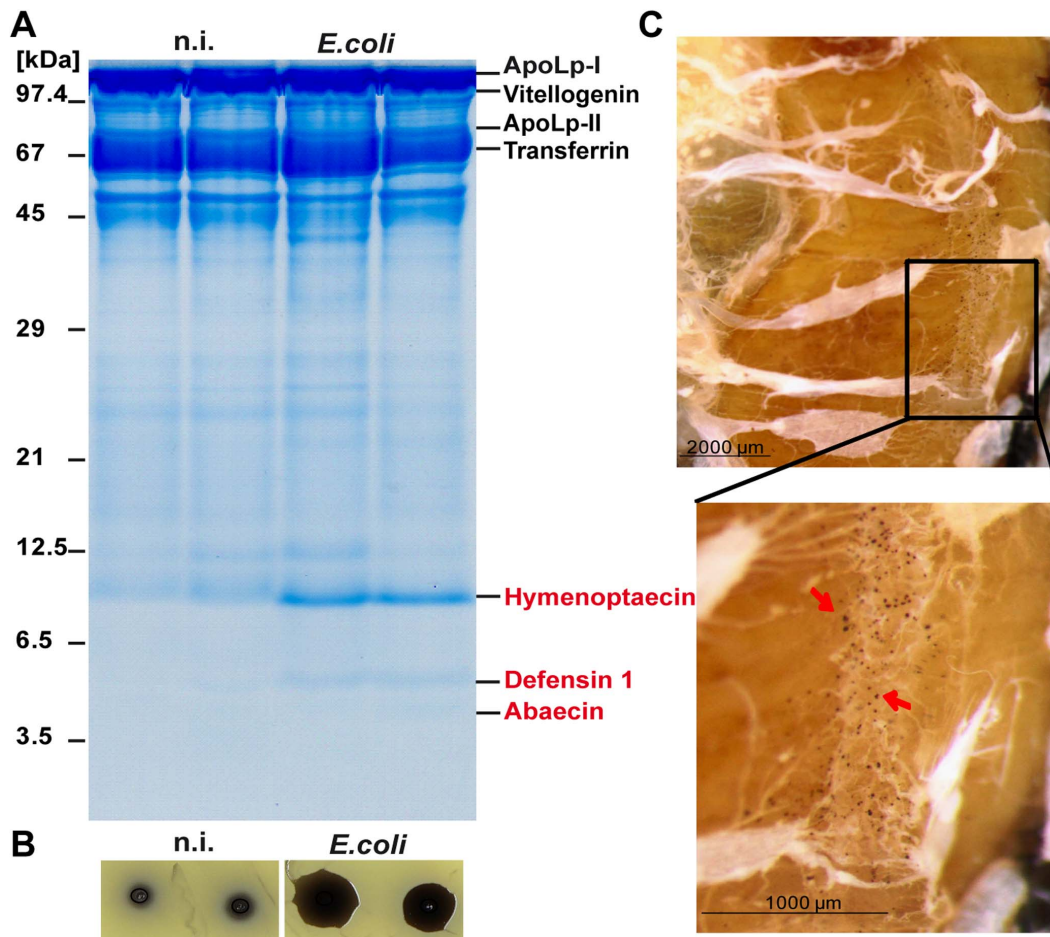 A
n.i.
E.coli
C
[kDa]
97.4
67
45
29
21
12.5
6.5
3.5
ApoLp-I
Vitellogenin
ApoLp-II
Transferrin
Hymenoptaecin
Defensin 1
Abaecin
2000 µm
1000 µm
B
n.i.
E.coli